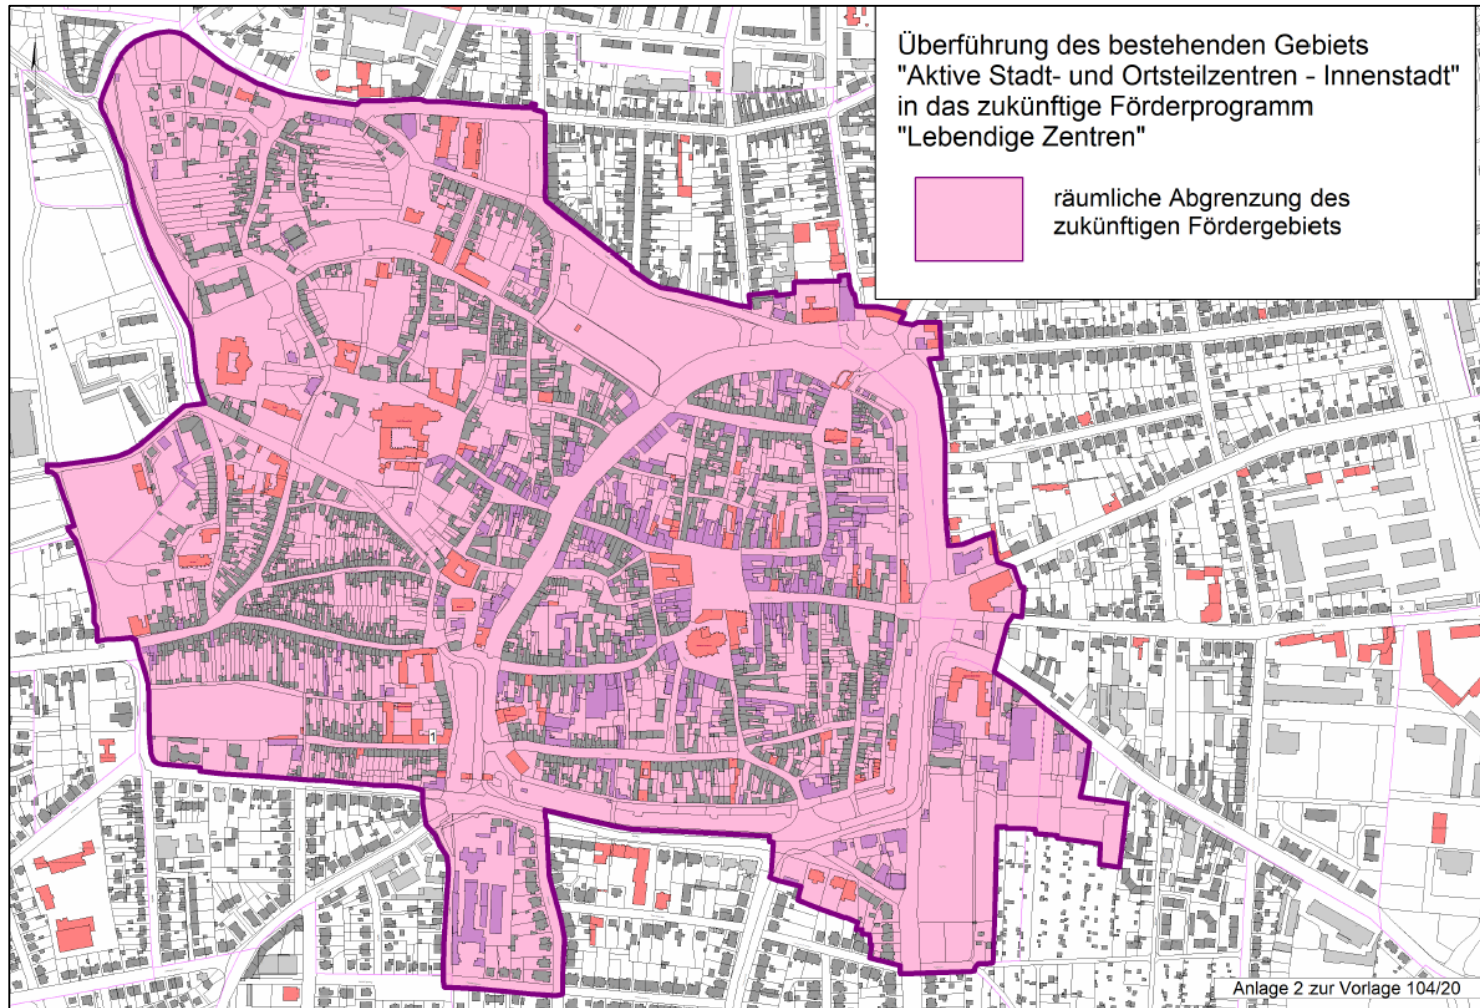 Überführung des bestehenden Gebiets
"Aktive Stadt- und Ortsteilzentren - Innenstadt"
in das zukünftige Förderprogramm
"Lebendige Zentren"
räumliche Abgrenzung des
zukünftigen Fördergebiets
1
Anlage 2 zur Vorlage 104/20